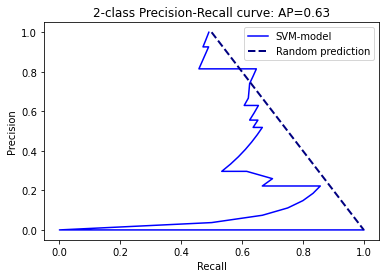 2-class Precision-Recall curve: AP=0.63
SVM-model
Random prediction
Precision
1.0
0.8
0.6
0.4
0.2
0.0
0.0 0.2 0.4 0.6 0.8 1.0
Recall